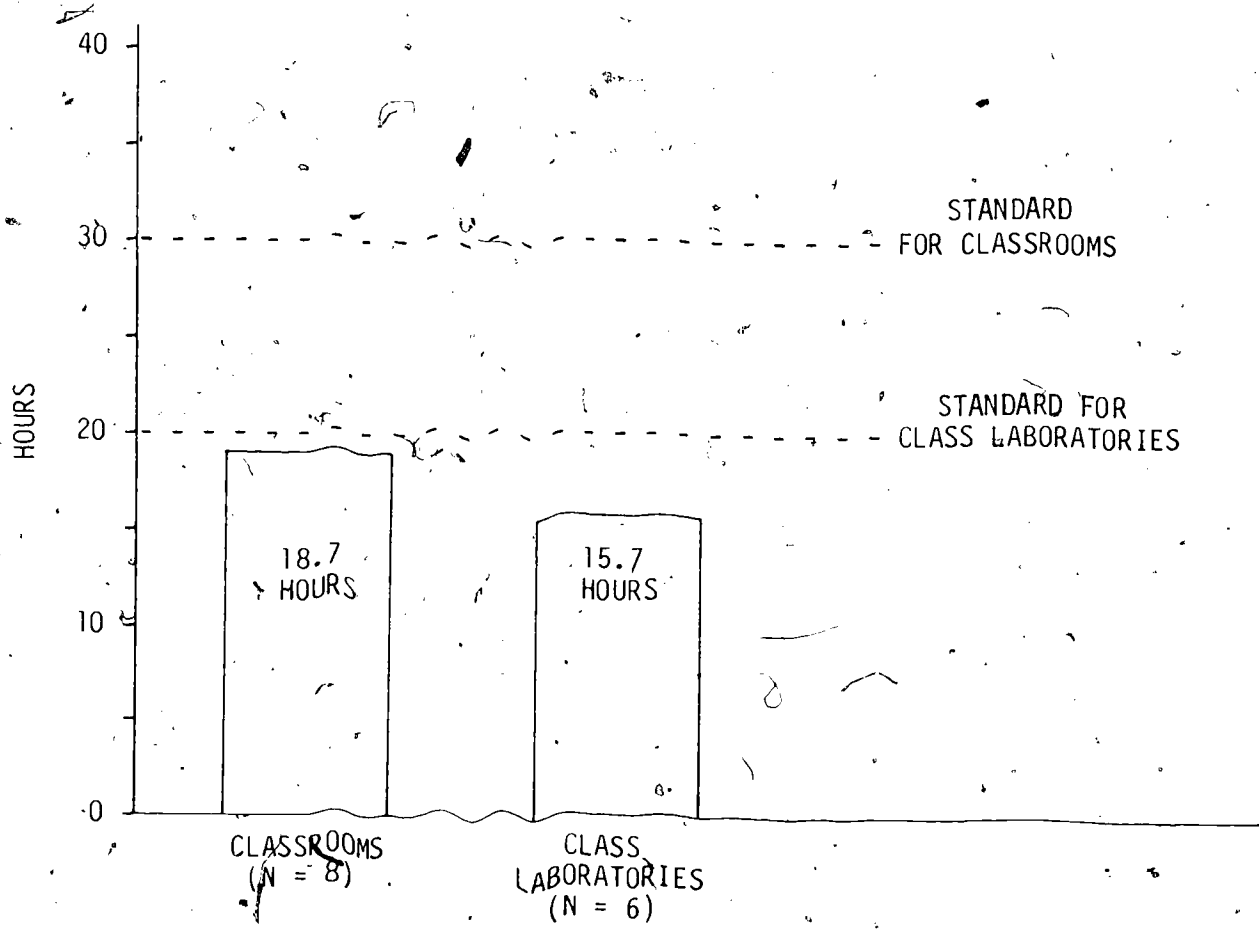 40
STANDARD
FOR CLASSROOMS
30
HOURS
STANDARD FOR
CLASS LABORATORIES
20
18.7
HOURS
15.7
HOURS
10
0
CLASSROOMS
(N = 8)
CLASS
LABORATORIES
(N = 6)